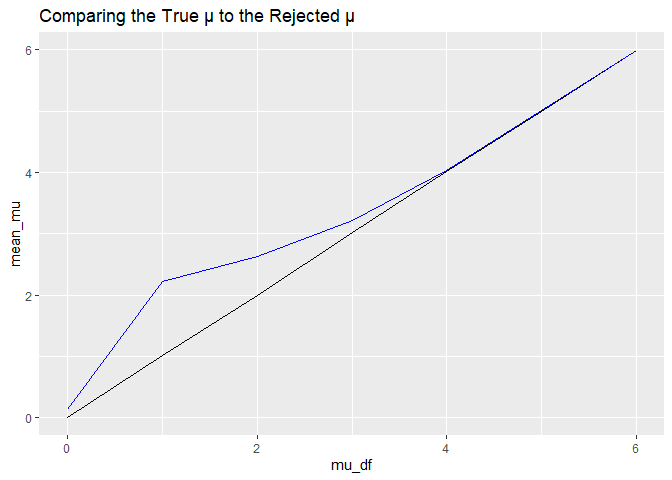 Comparing the True μ to the Rejected μ
6
4
2
0
mean_mu
0
2
4
6
mu_df